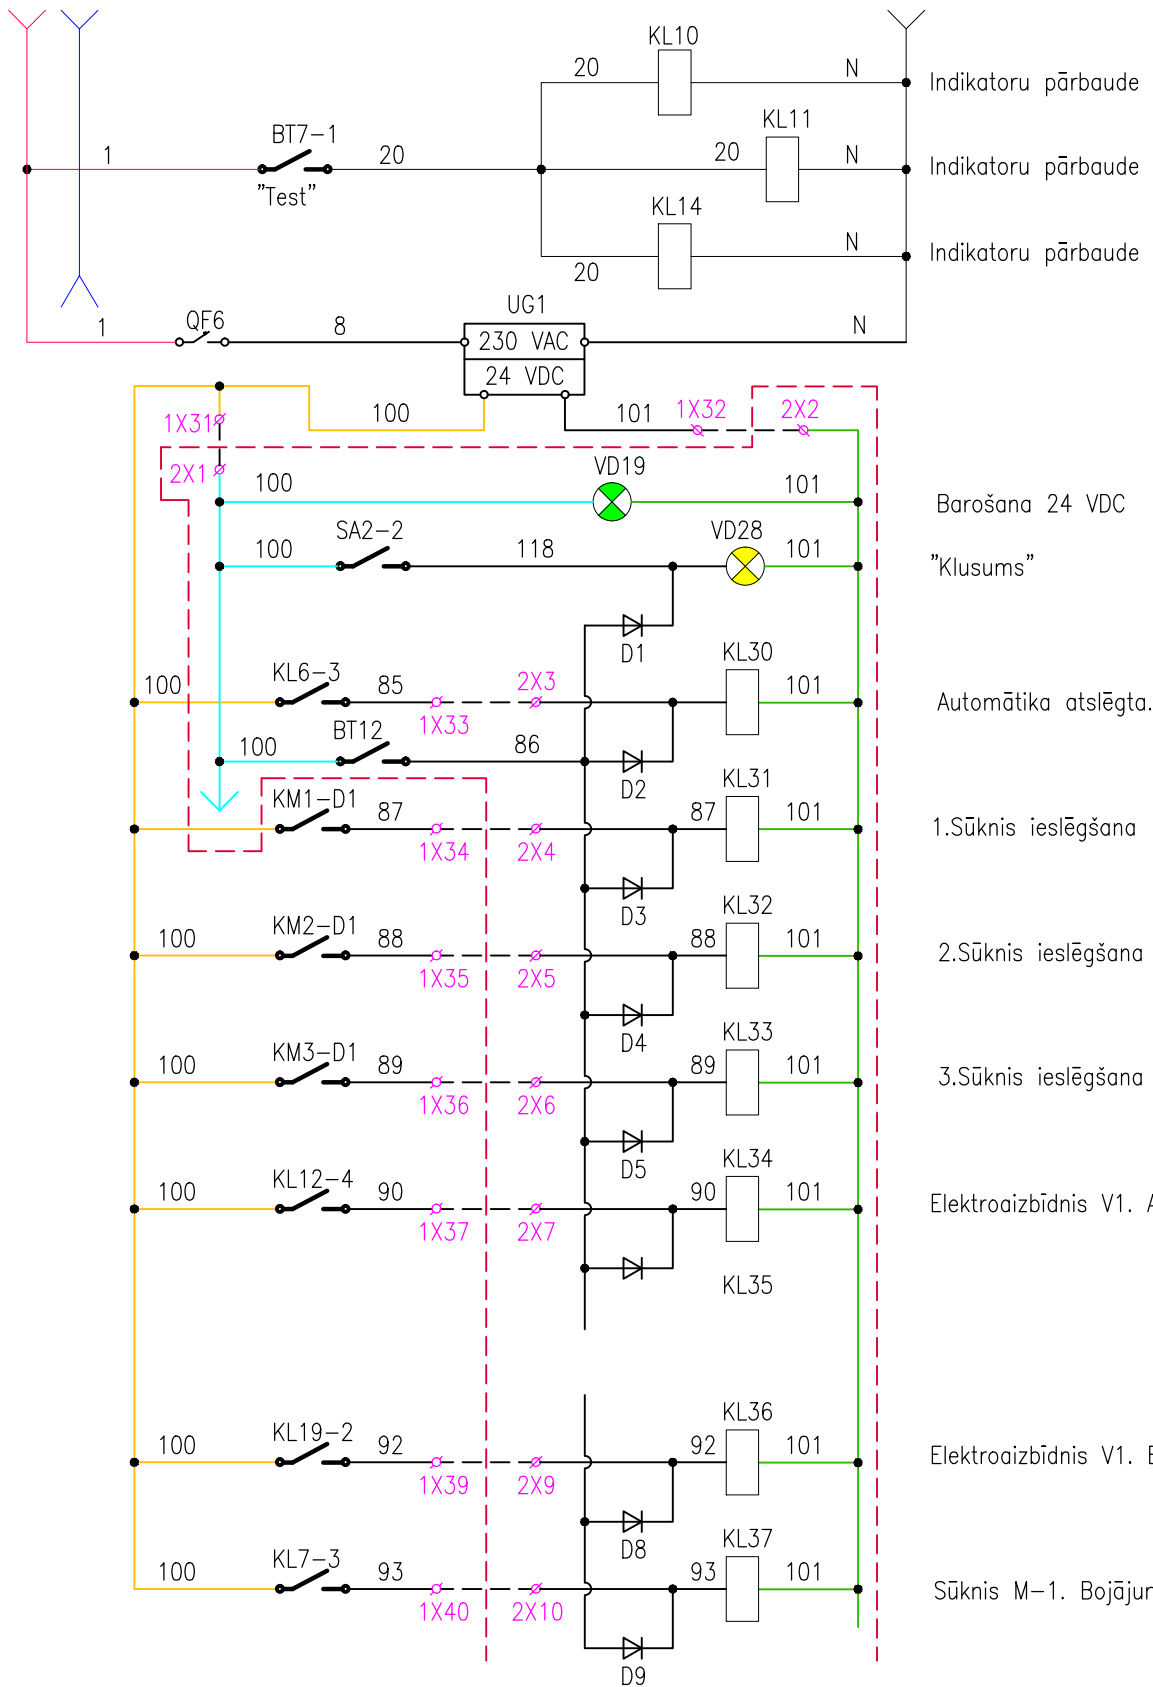 KL10
20 N Indikatoru pārbaude
BT7-1 KL11
1 20 20 N Indikatoru pārbaude
"Test"
KL14
20 N Indikatoru pārbaude
UG1
1 QF6 8 230 VAC N
24 VDC
100 101 1X32 2X2
1X31
2X1
VD19
100 101 Barošana 24 VDC
SA2-2 VD28
100 118 101 "Klusums"
D1
KL6-3 2X3 KL30
100 85 1X33 101 Automātika atslēgta.
BT12
100 86
D2
KM1-D1 KL31
87 87 101 1.Sūknis ieslēgšana
1X34 2X4
D3
KM2-D1 KL32
100 88 88 101 2.Sūknis ieslēgšana
1X35 2X5
D4
KM3-D1 KL33
100 89 89 101 3.Sūknis ieslēgšana
1X36 2X6
D5
KL12-4 KL34
100 90 90 101 Elektroaizbīdnis V1.
1X37 2X7
KL35
KL19-2 KL36
100 92 92 101 Elektroaizbīdnis V1.
1X39 2X9
D8
KL7-3 KL37
100 93 93 101 Sūknis M-1.
1X40 2X10
D9